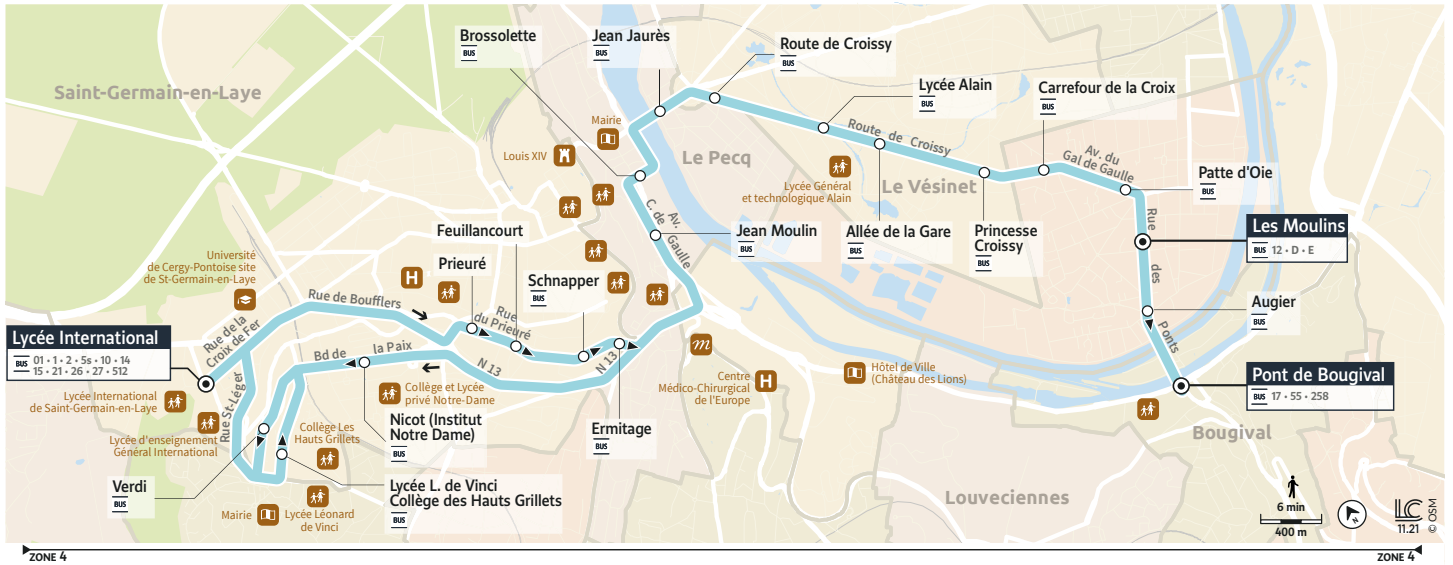 Saint-Germain-en-Laye
Brossolette
BUS
Jean Jaurès
BUS
Route de Croissy
BUS
Lycée Alain
BUS
Carrefour de la Croix
BUS
Mairie
Louis XIV
Le Pecq
Route de Croissy
Av. du
Gal de Gaulle
Lycée Général
et technologique Alain
Le Vésinet
Patte d'Oie
BUS
Rue des Ponts
Les Moulins
BUS 12 • D • E
Av.
C. de Gaulle
Jean Moulin
BUS
Allée de la Gare
BUS
Princesse
Croissy
BUS
Feuillancourt
Prieuré
Schnapper
BUS
Université
de Cergy-Pontoise site
de St-Germain-en-Laye
H
Rue de Boufflers
Rue
du Prieuré
Augier
BUS
Lycée International
BUS 01 • 1 • 2 • 5s • 10 • 14
15 • 21 • 26 • 27 • 512
Rue de la
Croix de Fer
Bd de la Paix
N 13
N 13
m
Centre
Médico-Chirurgical
de l'Europe
H
Hôtel de Ville
(Château des Lions)
Pont de Bougival
BUS 17 • 55 • 258
Lycée International
de Saint-Germain-en-Laye
Rue St-Léger
Collège et Lycée
privé Notre-Dame
Lycée d'enseignement
Général International
Collège Les
Hauts Grillets
Nicot (Institut
Notre Dame)
BUS
Ermitage
BUS
Bougival
Verdi
BUS
Lycée L. de Vinci
Collège des Hauts Grillets
BUS
Mairie
Lycée Léonard
de Vinci
Louveciennes
6 min
400 m
N
LC
11.21
© OSM
ZONE 4
ZONE 4